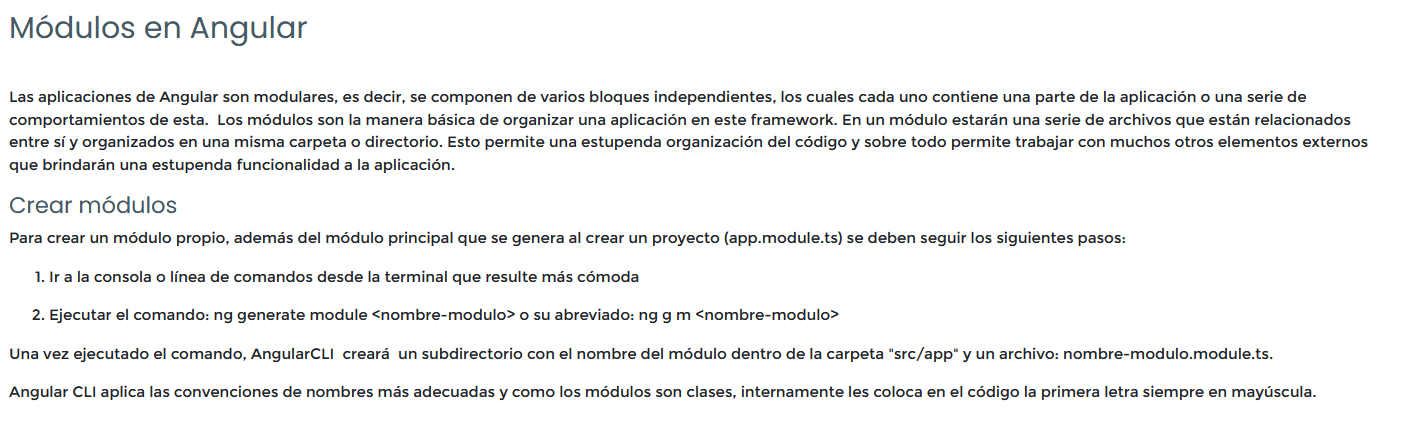 Módulos en Angular
Las aplicaciones de Angular son modulares, es decir, se componen de varios bloques independientes, los cuales cada uno contiene una parte de la aplicación o una serie de
comportamientos de esta.  Los módulos son la manera básica de organizar una aplicación en este framework. En un módulo estarán una serie de archivos que están relacionados
entre sí y organizados en una misma carpeta o directorio. Esto permite una estupenda organización del código y sobre todo permite trabajar con muchos otros elementos externos
que brindarán una estupenda funcionalidad a la aplicación.
Crear módulos
Para crear un módulo propio, además del módulo principal que se genera al crear un proyecto (app.module.ts) se deben seguir los siguientes pasos:
1. Ir a la consola o línea de comandos desde la terminal que resulte más cómoda
2. Ejecutar el comando: ng generate module <nombre-modulo> o su abreviado: ng g m <nombre-modulo>
Una vez ejecutado el comando, AngularCLI  creará  un subdirectorio con el nombre del módulo dentro de la carpeta "src/app" y un archivo: nombre-modulo.module.ts.
Angular CLI aplica las convenciones de nombres más adecuadas y como los módulos son clases, internamente les coloca en el código la primera letra siempre en mayúscula.